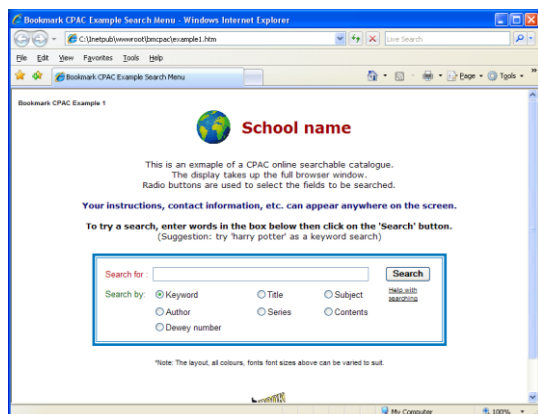 Bookmark CPAC Example Search Menu - Windows Internet Explorer
C:\Inetpub\wwwroot\bmcpac\example1.htm
Live Search
File Edit View Favorites Tools Help
Bookmark CPAC Example Search Menu
Page Tools
Bookmark CPAC Example 1
School name
This is an exmaple of a CPAC online searchable catalogue.
The display takes up the full browser window.
Radio buttons are used to select the fields to be searched.
Your instructions, contact information, etc. can appear anywhere on the screen.
To try a search, enter words in the box below then click on the 'Search' button.
(Suggestion: try 'harry potter' as a keyword search)
Search for :
Search
Search by: Keyword Title Subject
Help with
searching
Author Series Contents
Dewey number
*Note: The layout, all colours, fonts font sizes above can be varied to suit.
My Computer 100%